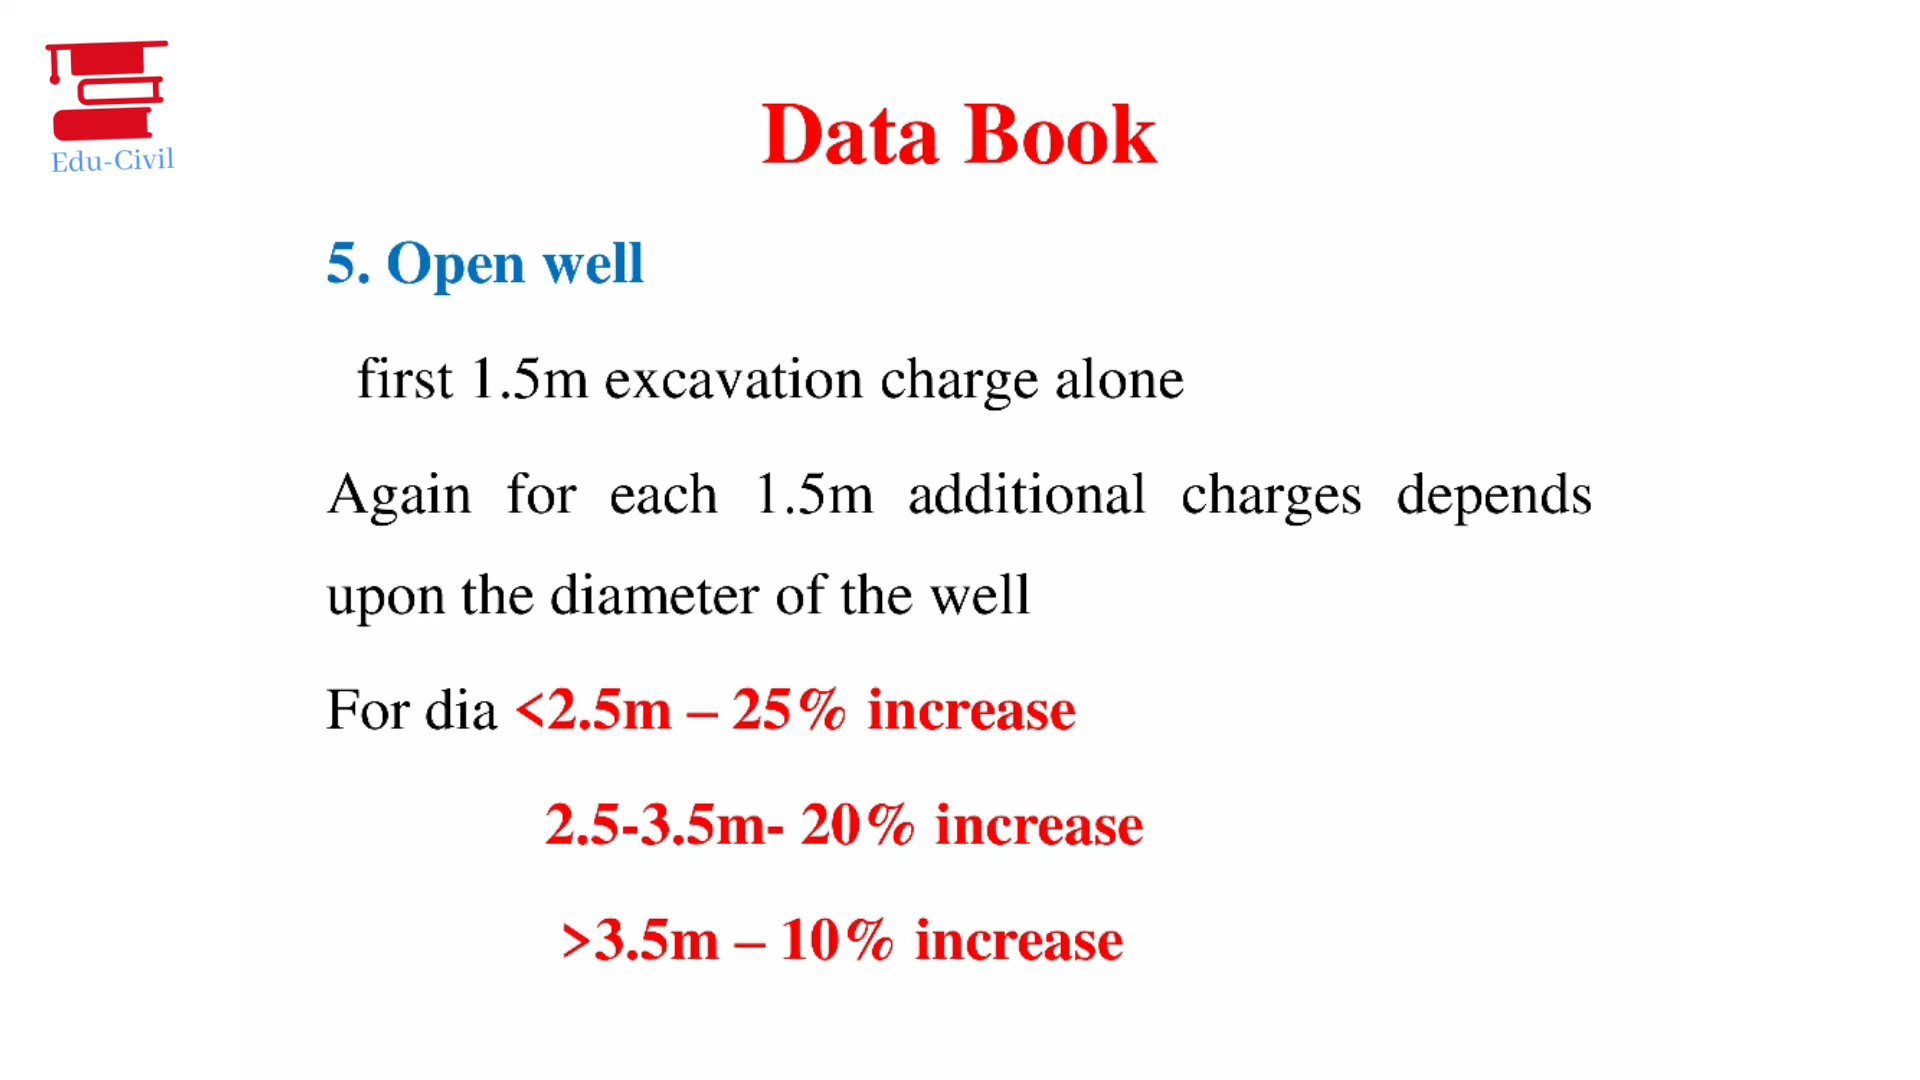 Edu-Civil
Data Book
5. Open well
first 1.5m excavation charge alone
Again for each 1.5m additional charges depends
upon the diameter of the well
For dia <2.5m – 25% increase
2.5-3.5m- 20% increase
>3.5m – 10% increase